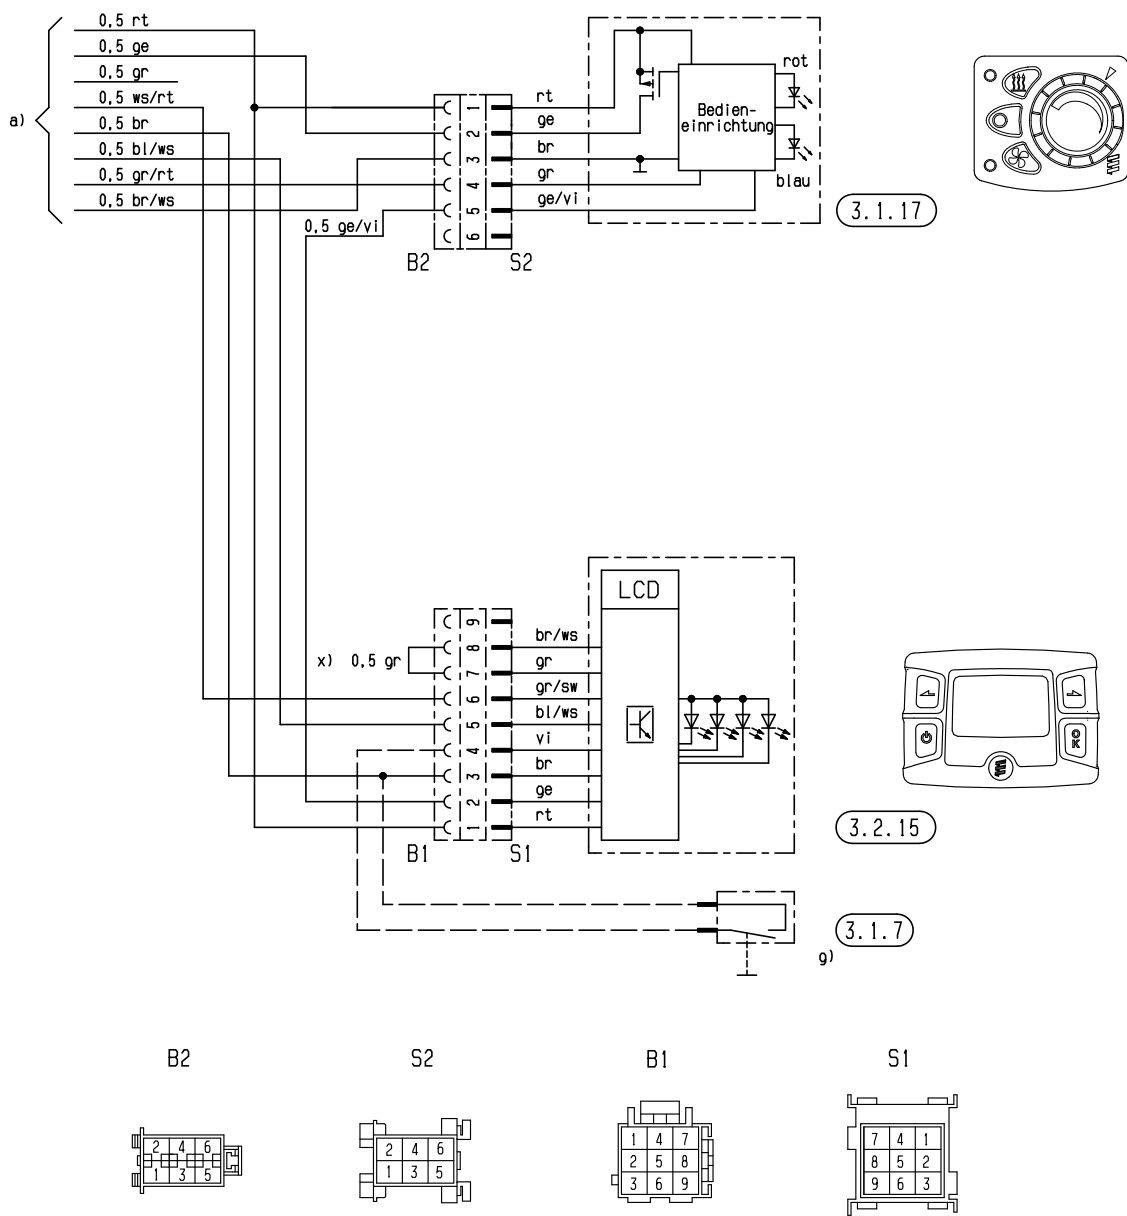 0,5 rt
0,5 ge
0,5 gr
0,5 ws/rt
0,5 br
0,5 bl/ws
0,5 gr/rt
0,5 br/ws
a)
0,5 ge/vi
1
2
3
4
5
6
B2
S2
rt
ge
br
gr
ge/vi
Bedien-
einrichtung
rot
blau
3.1.17
LCD
9
8
7
6
5
4
3
2
1
B1
S1
x) 0,5 gr
br/ws
gr
gr/sw
bl/ws
vi
br
ge
rt
OK
3.2.15
3.1.7
g)
B2
S2
B1
S1
2 4 6
1 3 5
2 4 6
1 3 5
1 4 7
2 5 8
3 6 9
7 4 1
8 5 2
9 6 3